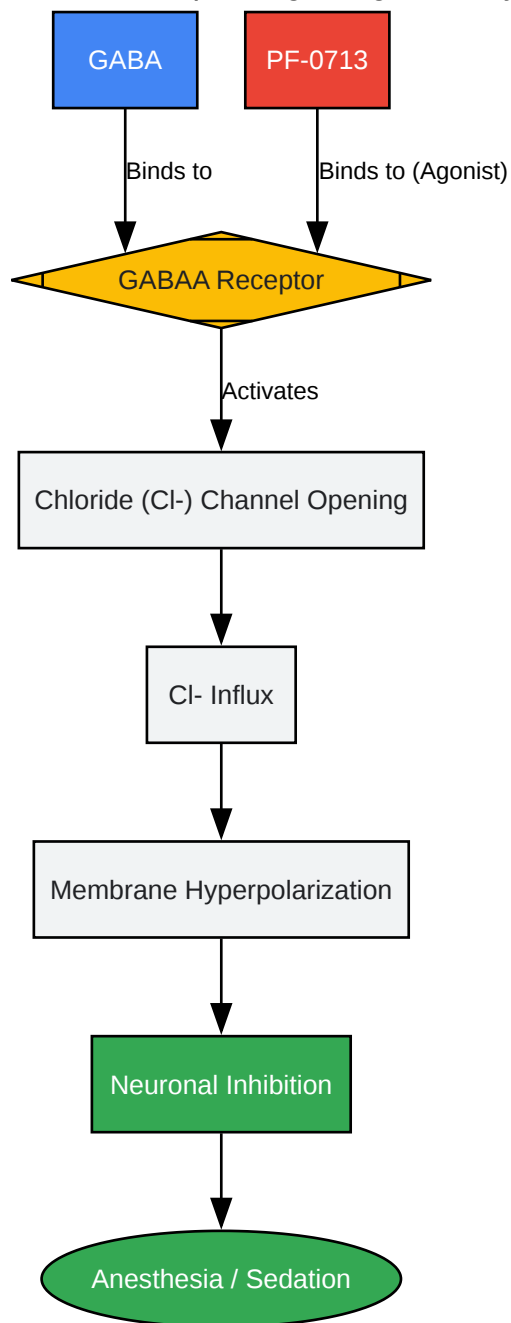 GABA
PF-0713
Binds to
Binds to (Agonist)
GABAA Receptor
Activates
Chloride (Cl-) Channel Opening
Cl- Influx
Membrane Hyperpolarization
Neuronal Inhibition
Anesthesia / Sedation